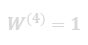 W^{(4)} = 1